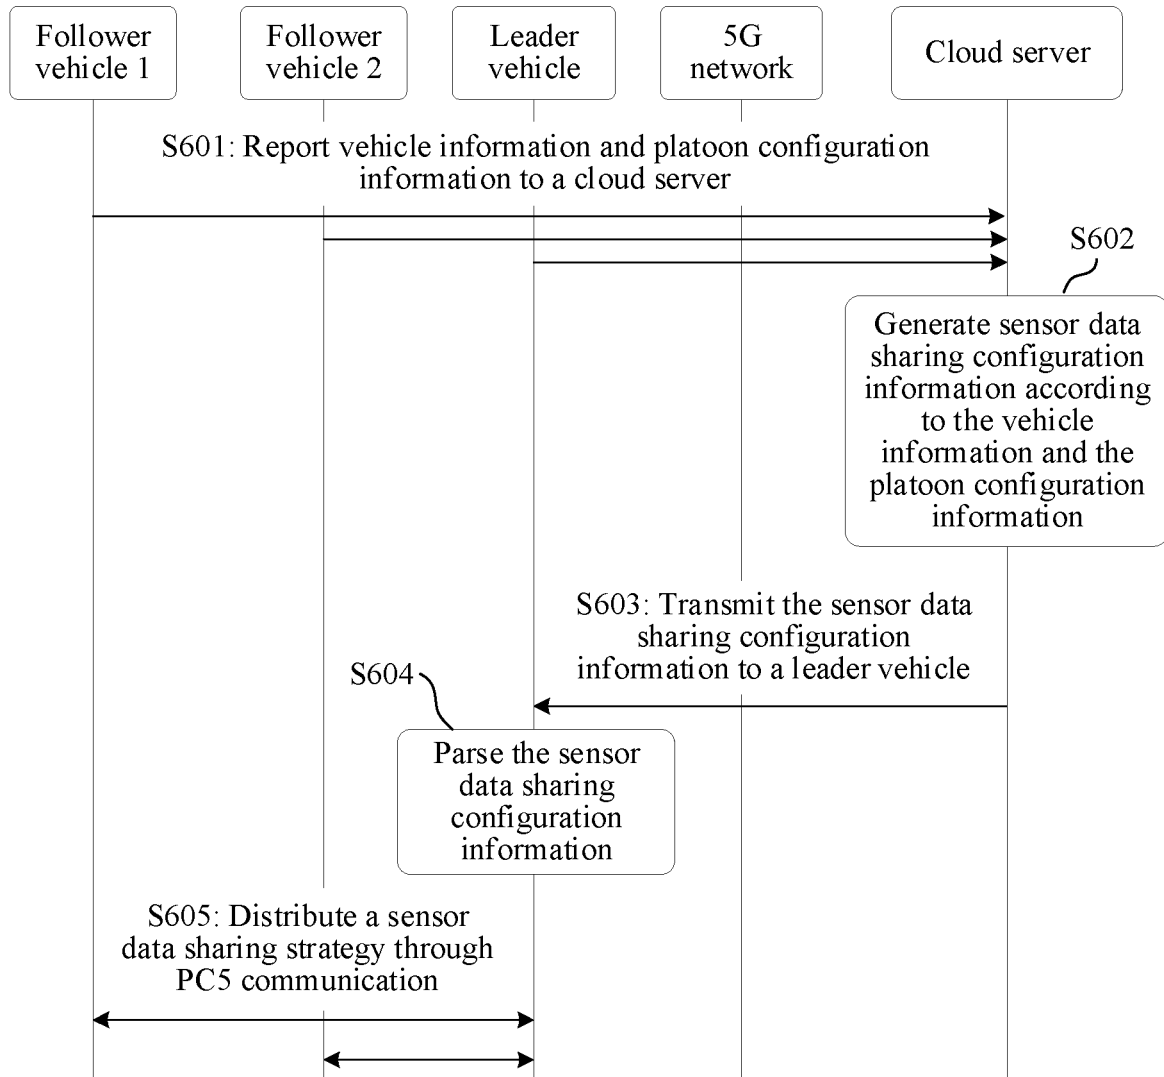 Follower
vehicle 1
Follower
vehicle 2
Leader
vehicle
5G
network
Cloud server
S601: Report vehicle information and platoon configuration
information to a cloud server
S602
Generate sensor data
sharing configuration
information according
to the vehicle
information and the
platoon configuration
information
S603: Transmit the sensor data
sharing configuration
information to a leader vehicle
S604
Parse the sensor
data sharing
configuration
information
S605: Distribute a sensor
data sharing strategy through
PC5 communication